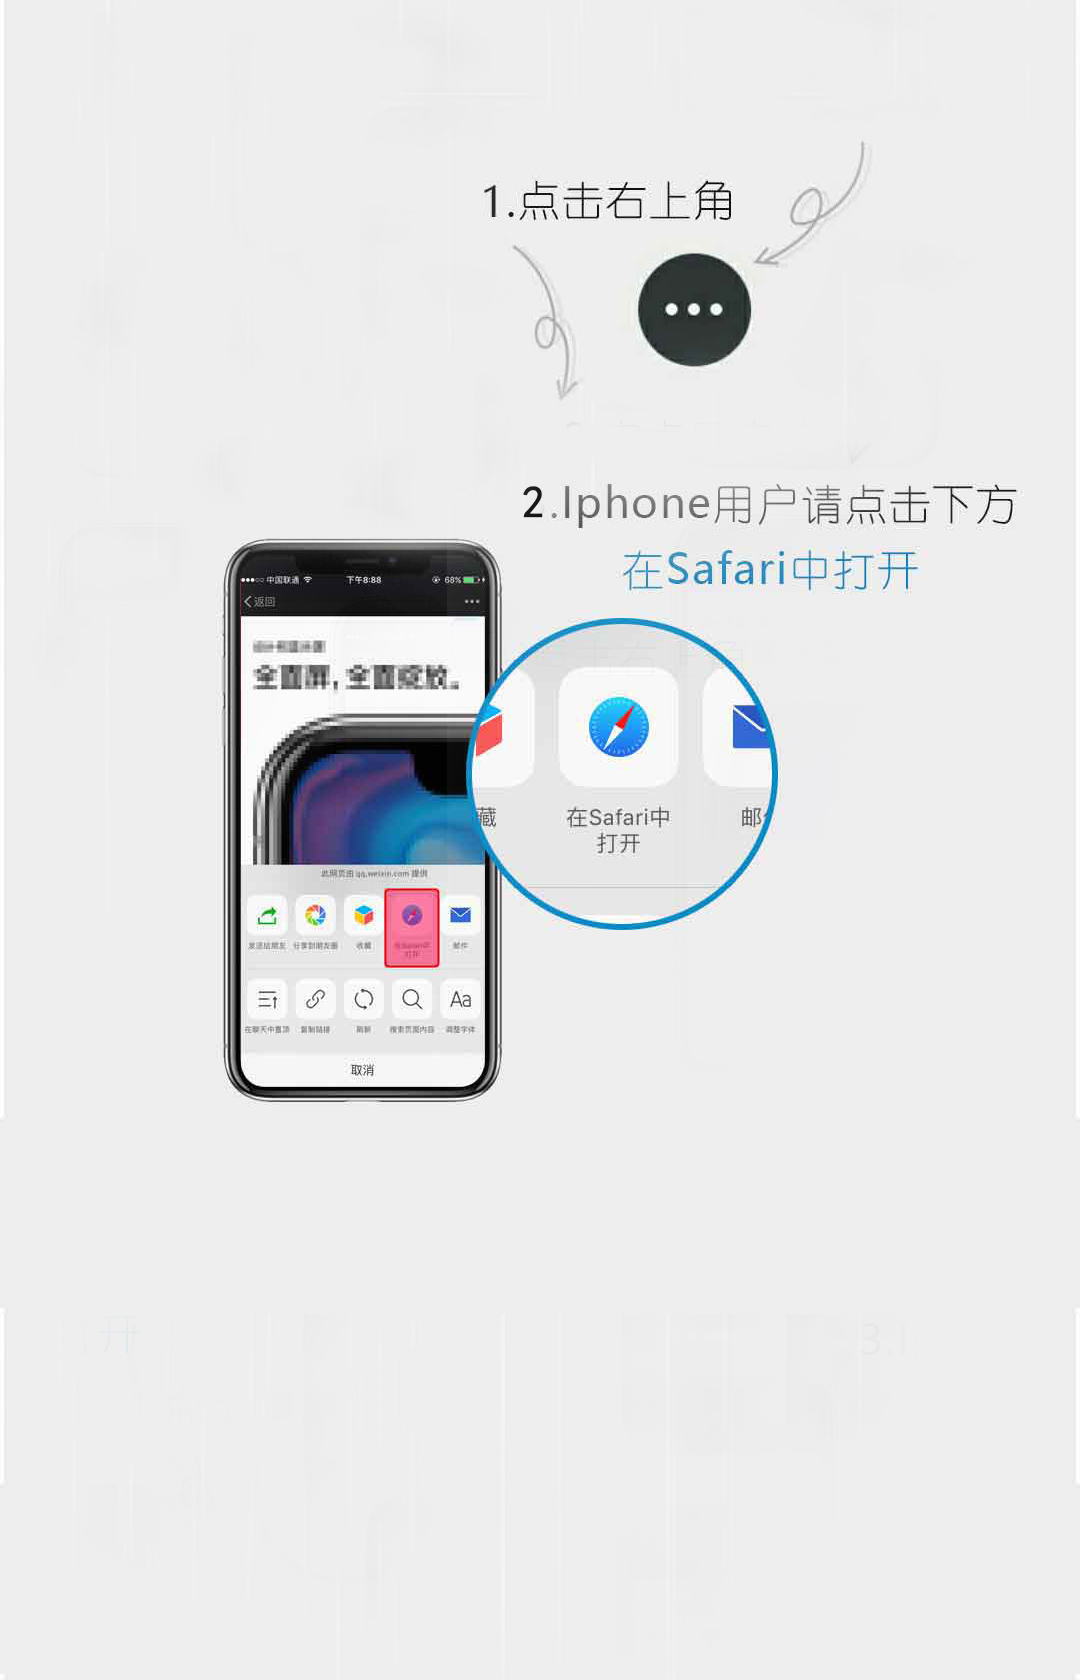 1.点击右上角
2.Iphone用户请点击下方
在Safari中打开
中国联通
下午8:88
68%
返回
全面屏，全面绽放。
藏
在Safari中
打开
邮
此网页由 qq.weixin.com 提供
发送给朋友
分享到朋友圈
收藏
在Safari中
打开
邮件
在聊天中置顶
复制链接
刷新
搜索页面内容
Aa
调整字体
取消
开
3.I